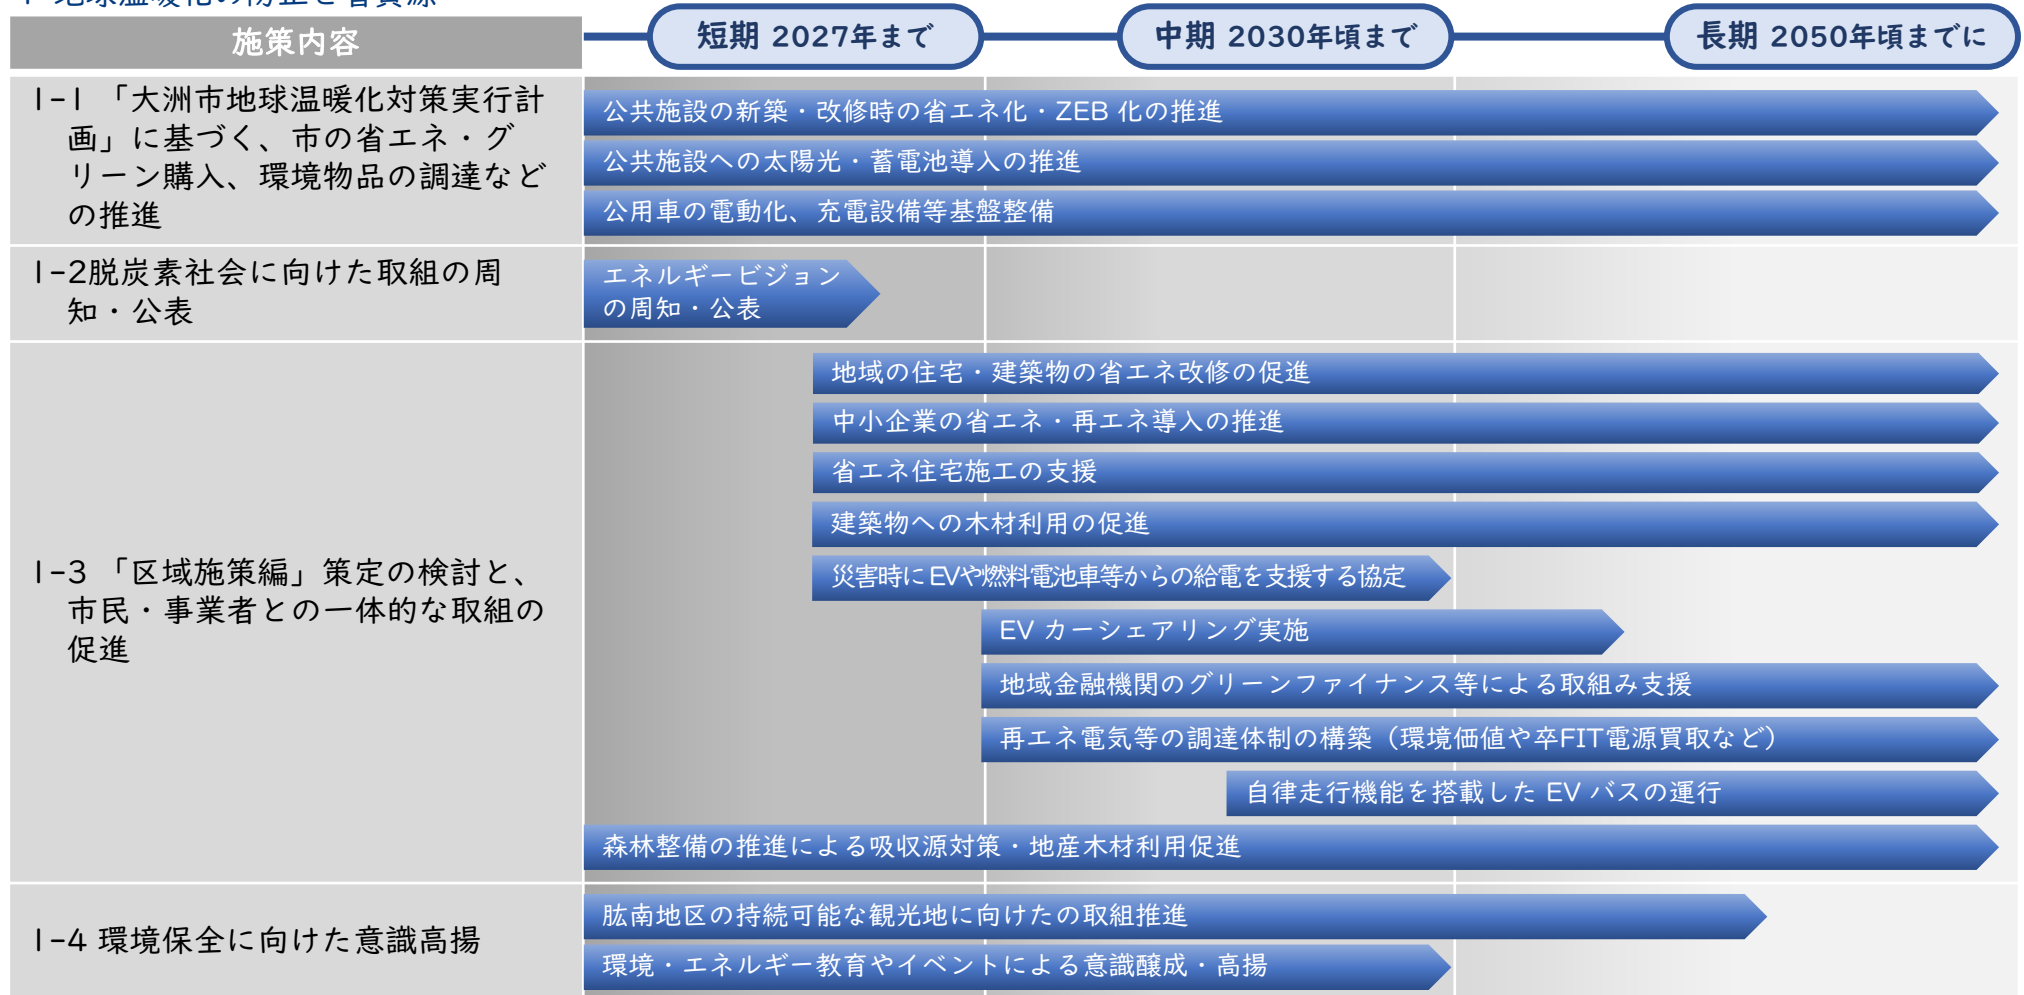 1 地球温暖化の防止と省資源
施策内容
短期 2027年まで
中期 2030年頃まで
長期 2050年頃までに
1-1 「大洲市地球温暖化対策実行計
画」に基づく、市の省エネ・グ
リーン購入、環境物品の調達など
の推進
公共施設の新築・改修時の省エネ化・ZEB 化の推進
公共施設への太陽光・蓄電池導入の推進
公用車の電動化、充電設備等基盤整備
1-2脱炭素社会に向けた取組の周
知・公表
エネルギービジョン
の周知・公表
1-3 「区域施策編」策定の検討と、
市民・事業者との一体的な取組の
促進
地域の住宅・建築物の省エネ改修の促進
中小企業の省エネ・再エネ導入の推進
省エネ住宅施工の支援
建築物への木材利用の促進
災害時にEVや燃料電池車等からの給電を支援する協定
EV カーシェアリング実施
地域金融機関のグリーンファイナンス等による取組み支援
再エネ電気等の調達体制の構築（環境価値や卒FIT電源買取など）
自律走行機能を搭載した EV バスの運行
森林整備の推進による吸収源対策・地産木材利用促進
1-4 環境保全に向けた意識高揚
肱南地区の持続可能な観光地に向けたの取組推進
環境・エネルギー教育やイベントによる意識醸成・高揚